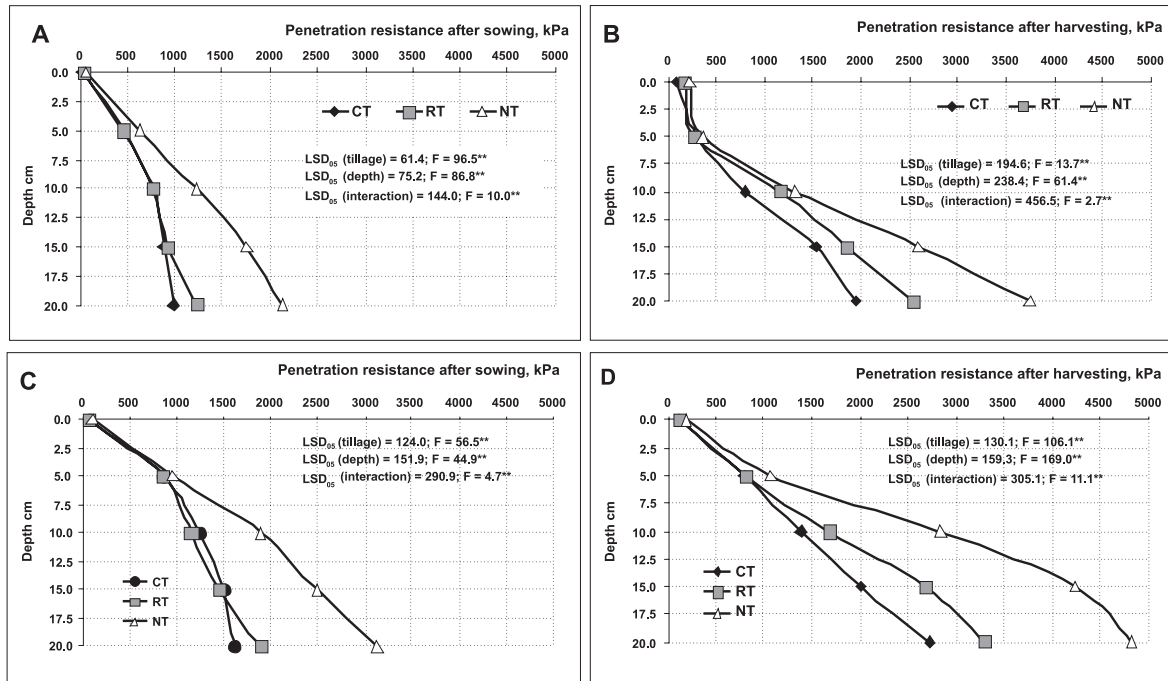 A
Penetration resistance after sowing, kPa
0 500 1000 1500 2000 2500 3000 3500 4000 4500 5000
0.0
2.5
5.0
7.5
10.0
12.5
15.0
17.5
20.0
Depth cm
CT RT NT
LSD05 (tillage) = 61.4; F = 96.5**
LSD05 (depth) = 75.2; F = 86.8**
LSD05 (interaction) = 144.0; F = 10.0**
B
Penetration resistance after harvesting, kPa
0 500 1000 1500 2000 2500 3000 3500 4000 4500 5000
0.0
2.5
5.0
7.5
10.0
12.5
15.0
17.5
20.0
Depth cm
CT RT NT
LSD05 (tillage) = 194.6; F = 13.7**
LSD05 (depth) = 238.4; F = 61.4**
LSD05 (interaction) = 456.5; F = 2.7**
C
Penetration resistance after sowing, kPa
0 500 1000 1500 2000 2500 3000 3500 4000 4500 5000
0.0
2.5
5.0
7.5
10.0
12.5
15.0
17.5
20.0
Depth cm
LSD05 (tillage) = 124.0; F = 56.5**
LSD05 (depth) = 151.9; F = 44.9**
LSD05 (interaction) = 290.9; F = 4.7**
CT
RT
NT
D
Penetration resistance after harvesting, kPa
0 500 1000 1500 2000 2500 3000 3500 4000 4500 5000
0.0
2.5
5.0
7.5
10.0
12.5
15.0
17.5
20.0
Depth cm
LSD05 (tillage) = 130.1; F = 106.1**
LSD05 (depth) = 159.3; F = 169.0**
LSD05 (interaction) = 305.1; F = 11.1**
CT
RT
NT